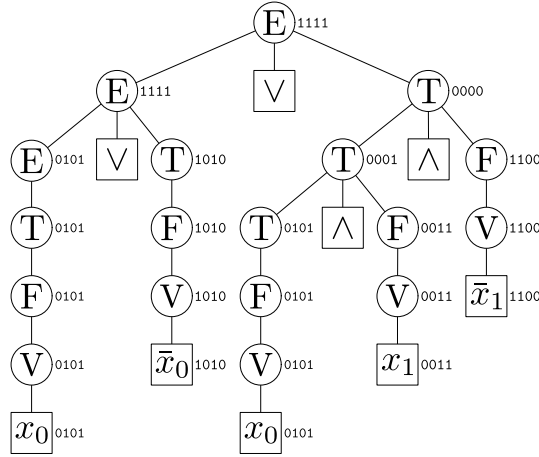 E 1111
E 1111 ∨ T 0000
E 0101 ∨ T 1010 T 0001 ∧ F 1100
T 0101 F 1010 T 0101 ∧ F 0011 V 1100
F 0101 V 1010 F 0101 V 0011 x̄₁ 1100
V 0101 x̄₀ 1010 V 0101 x₁ 0011
x₀ 0101 x₀ 0101